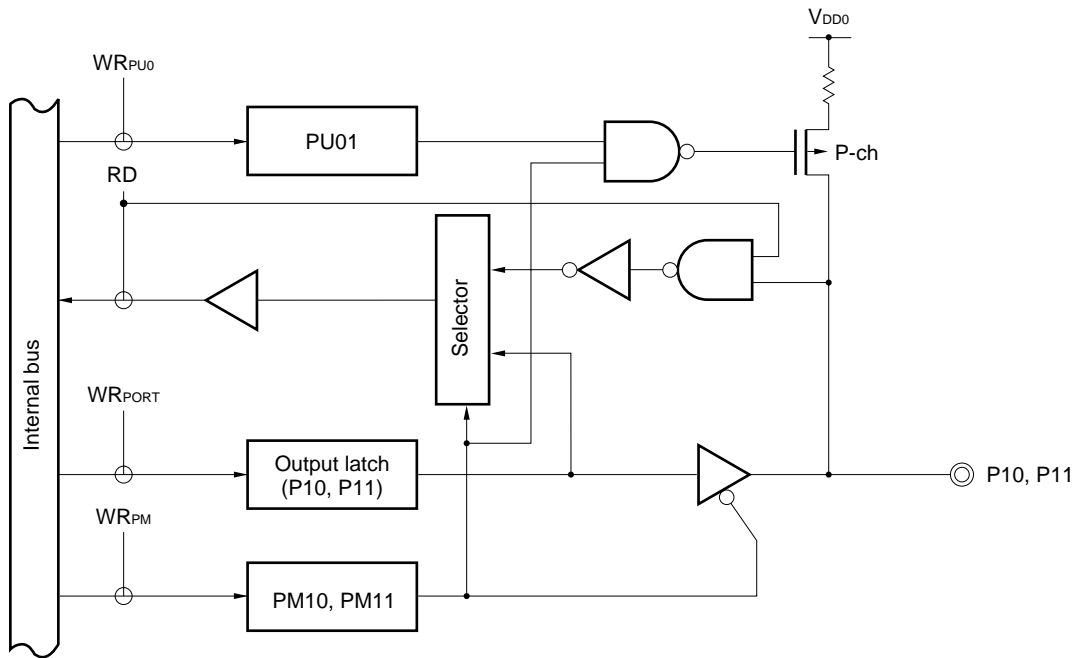 VDD0
WRPU0
PU01
P-ch
RD
Selector
Internal bus
WRPORT
Output latch
(P10, P11)
P10, P11
WRPM
PM10, PM11